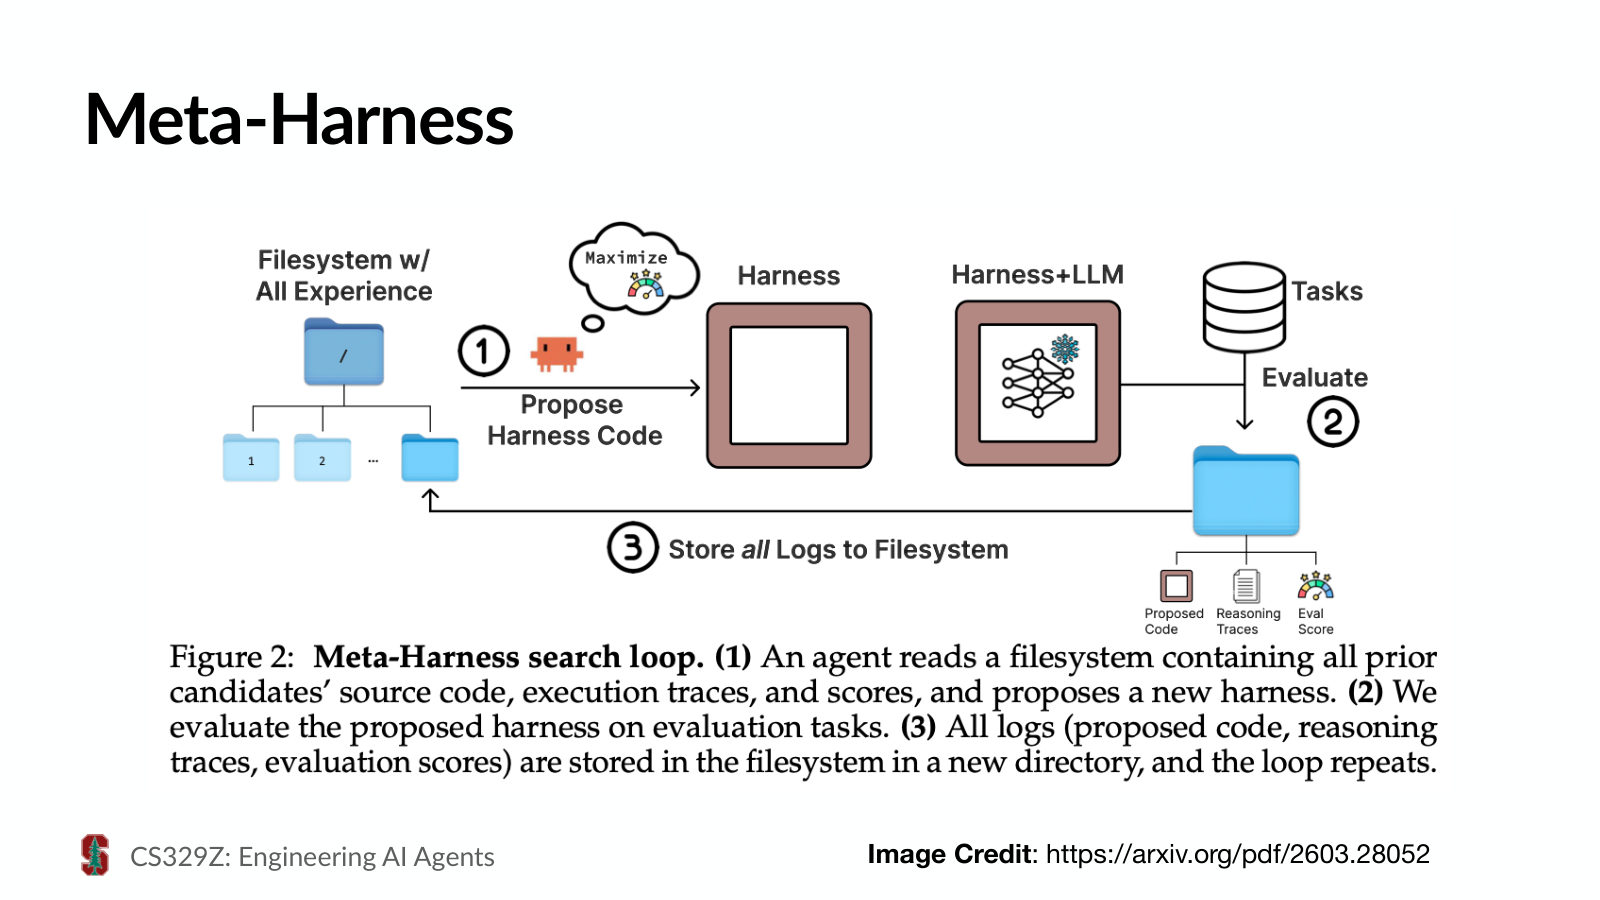 Meta-Harness
Filesystem w/
All Experience
/
1
2
...
1
Maximize
Propose
Harness Code
Harness
Harness+LLM
Tasks
Evaluate
2
3
Store all Logs to Filesystem
Proposed
Code
Reasoning
Traces
Eval
Score
Figure 2: Meta-Harness search loop. (1) An agent reads a filesystem containing all prior
candidates’ source code, execution traces, and scores, and proposes a new harness. (2) We
evaluate the proposed harness on evaluation tasks. (3) All logs (proposed code, reasoning
traces, evaluation scores) are stored in the filesystem in a new directory, and the loop repeats.
CS329Z: Engineering AI Agents
Image Credit: https://arxiv.org/pdf/2603.28052